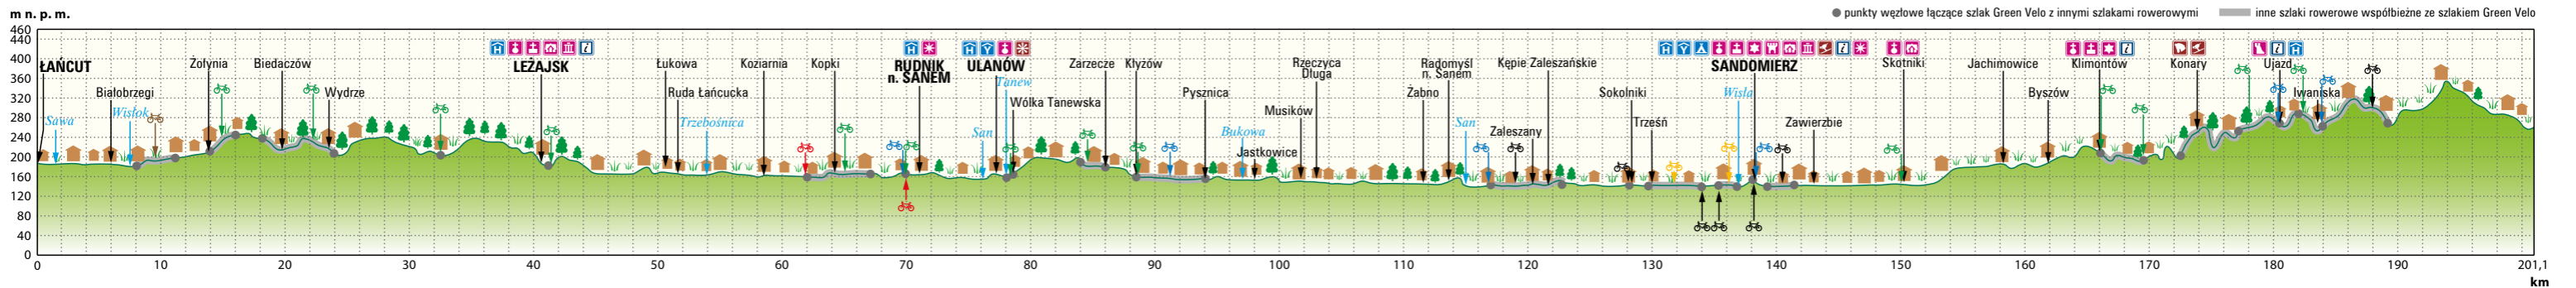 m n. p. m.
punkty węzłowe łączące szlak Green Velo z innymi szlakami rowerowymi
inne szlaki rowerowe współbieżne ze szlakiem Green Velo
460
440
400
360
320
280
240
200
160
120
80
40
0
ŁAŃCUT
Sawa
Białobrzegi
Wisłok
Żołynia
Biedaczów
Wydrze
LEŻAJSK
Łukowa
Ruda Łańcucka
Trzebośnica
Koziarnia
Kopki
RUDNIK
n. SANEM
ULANÓW
San
Tanew
Wólka Tanewska
Zarzecze
Kłyżów
Pysznica
Bukowa
Jastkowice
Musików
Rzeczyca
Długa
Żabno
Radomyśl
n. Sanem
San
Zaleszany
Kępie Zaleszańskie
Sokolniki
Trześń
Wisła
SANDOMIERZ
Zawierzbie
Skotniki
Jachimowice
Byszów
Klimontów
Konary
Ujazd
Iwaniska
0
10
20
30
40
50
60
70
80
90
100
110
120
130
140
150
160
170
180
190
201,1
km